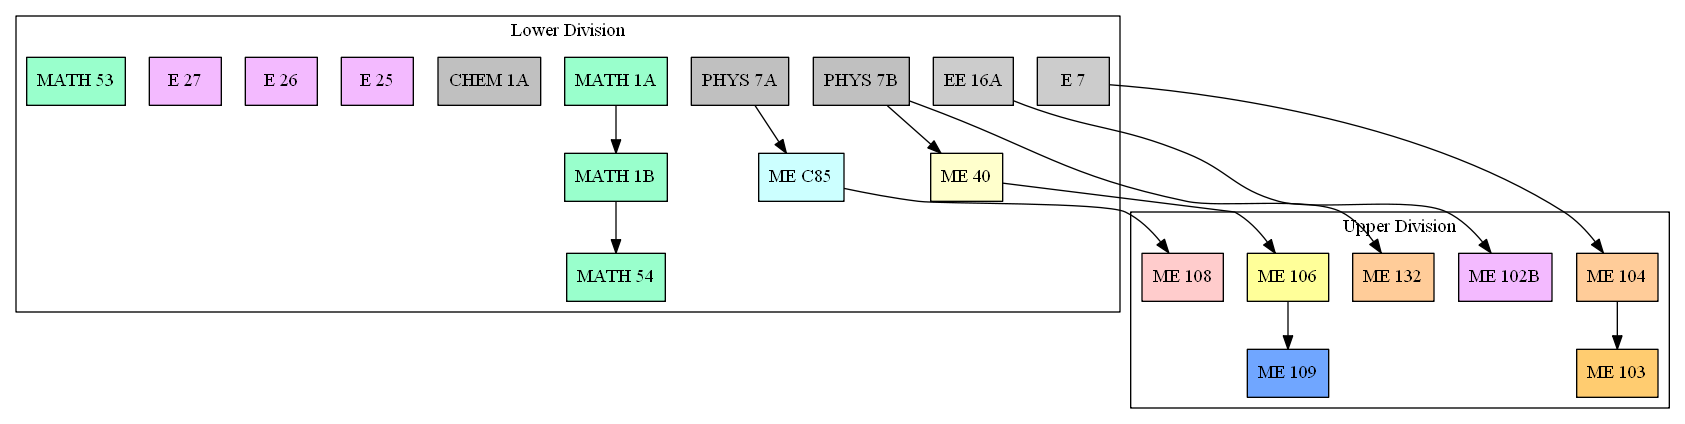 Lower Division
MATH 53
E 27
E 26
E 25
CHEM 1A
MATH 1A
PHYS 7A
PHYS 7B
EE 16A
E 7
MATH 1B
ME C85
ME 40
MATH 54
Upper Division
ME 108
ME 106
ME 132
ME 102B
ME 104
ME 109
ME 103